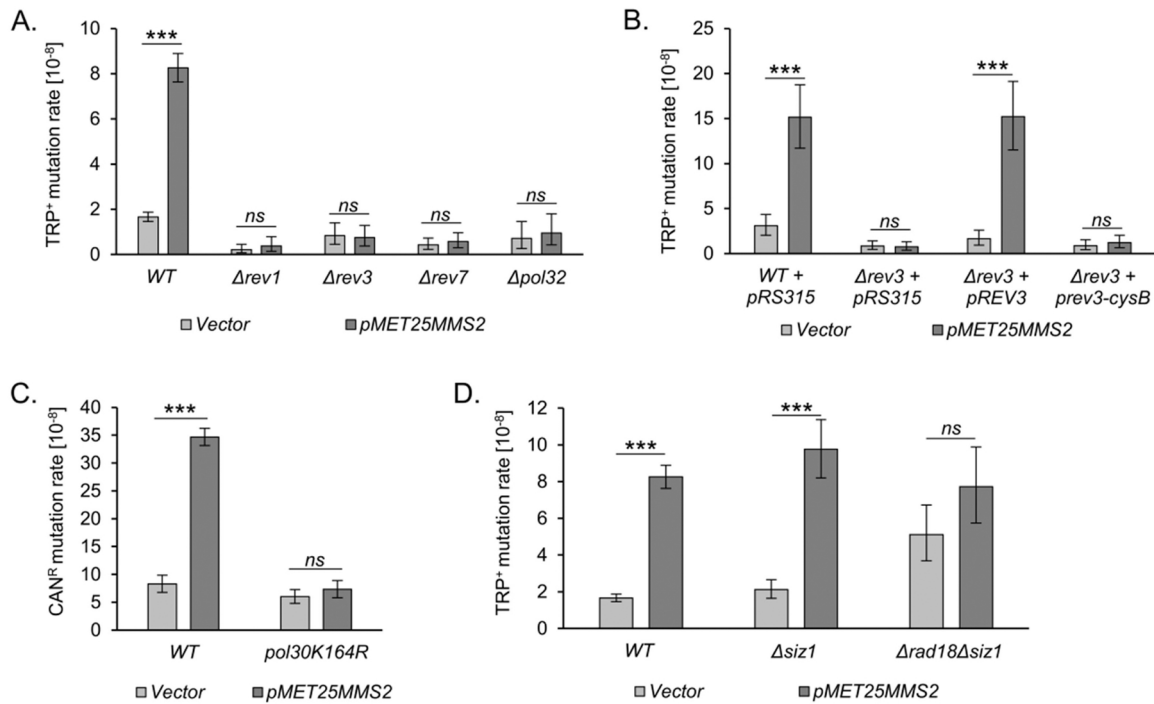 A.
TRP+ mutation rate [10-8]
10
8
6
4
2
0
***
ns
ns
ns
ns
WT
Δrev1
Δrev3
Δrev7
Δpol32
Vector
pMET25MMS2
B.
TRP+ mutation rate [10-8]
25
20
15
10
5
0
***
ns
***
ns
WT +
pRS315
Δrev3 +
pRS315
Δrev3 +
pREV3
Δrev3 +
prev3-cysB
Vector
pMET25MMS2
C.
CANR mutation rate [10-8]
40
35
30
25
20
15
10
5
0
***
ns
WT
pol30K164R
Vector
pMET25MMS2
D.
TRP+ mutation rate [10-8]
12
10
8
6
4
2
0
***
***
ns
WT
Δsiz1
Δrad18Δsiz1
Vector
pMET25MMS2